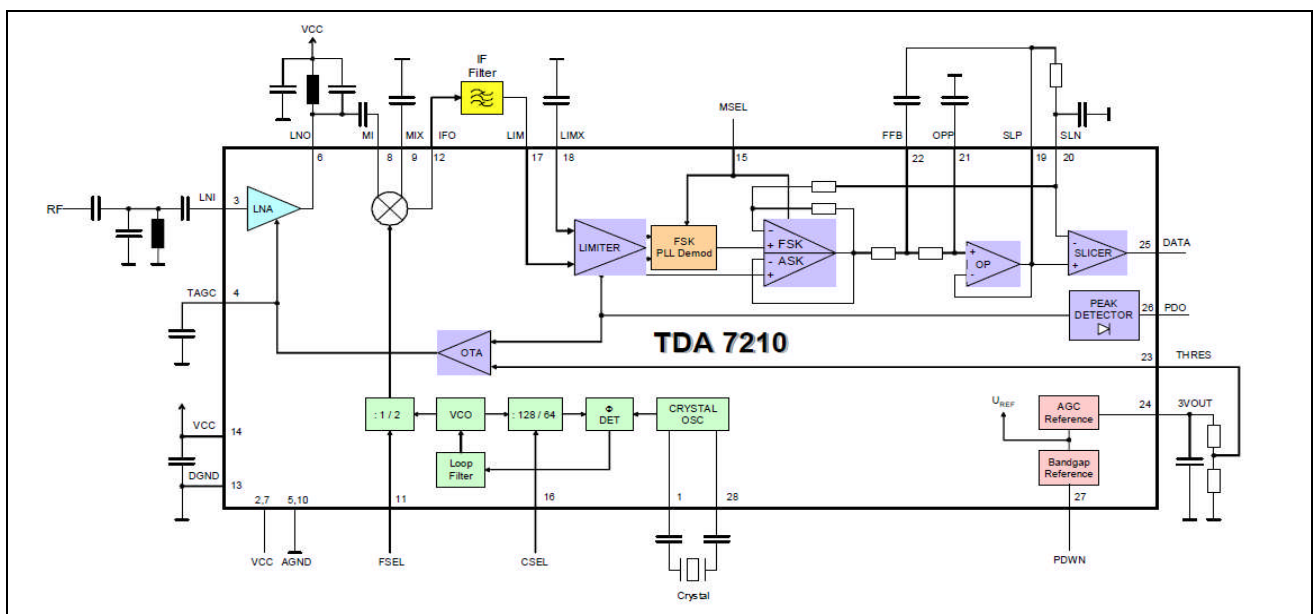 VCC
IF
Filter
MSEL
LNO
MI
MIX
IFO
LIM
LIMX
FFB
OPP
SLP
SLN
6
8
9
12
17
18
15
22
21
19
20
RF
LNI
3
LNA
LIMITER
FSK
PLL Demod
-
+ FSK
- ASK
+
+
-
OP
-
+
SLICER
25
DATA
TAGC
4
OTA
TDA 7210
PEAK
DETECTOR
26
PDO
23
THRES
: 1 / 2
VCO
: 128 / 64
Φ
DET
CRYSTAL
OSC
UREF
AGC
Reference
24
3VOUT
VCC
14
Loop
Filter
Bandgap
Reference
DGND
13
2,7
5,10
11
16
1
28
27
VCC
AGND
FSEL
CSEL
PDWN
Crystal